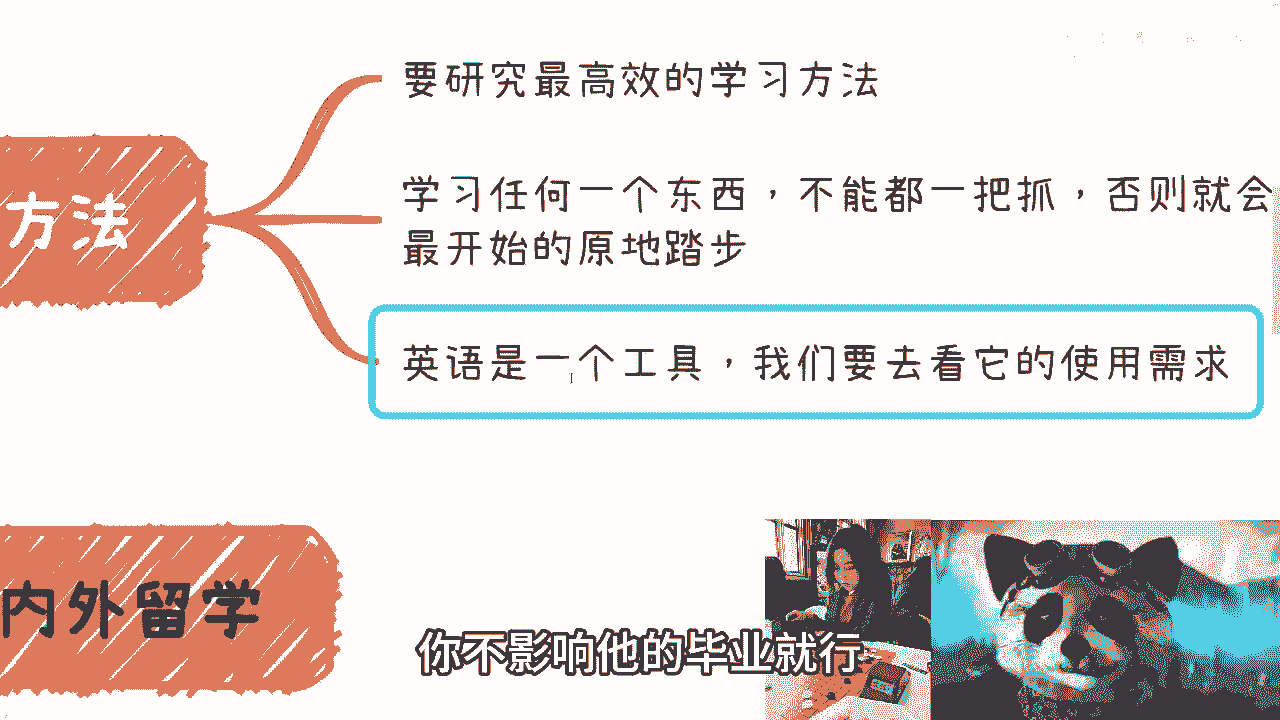 方法
要研究最高效的学习方法
学习任何一个东西，不能都一把抓，否则就会
最开始的原地踏步
英语是一个工具，我们要去看它的使用需求
内外留学
你不影响他的毕业就行